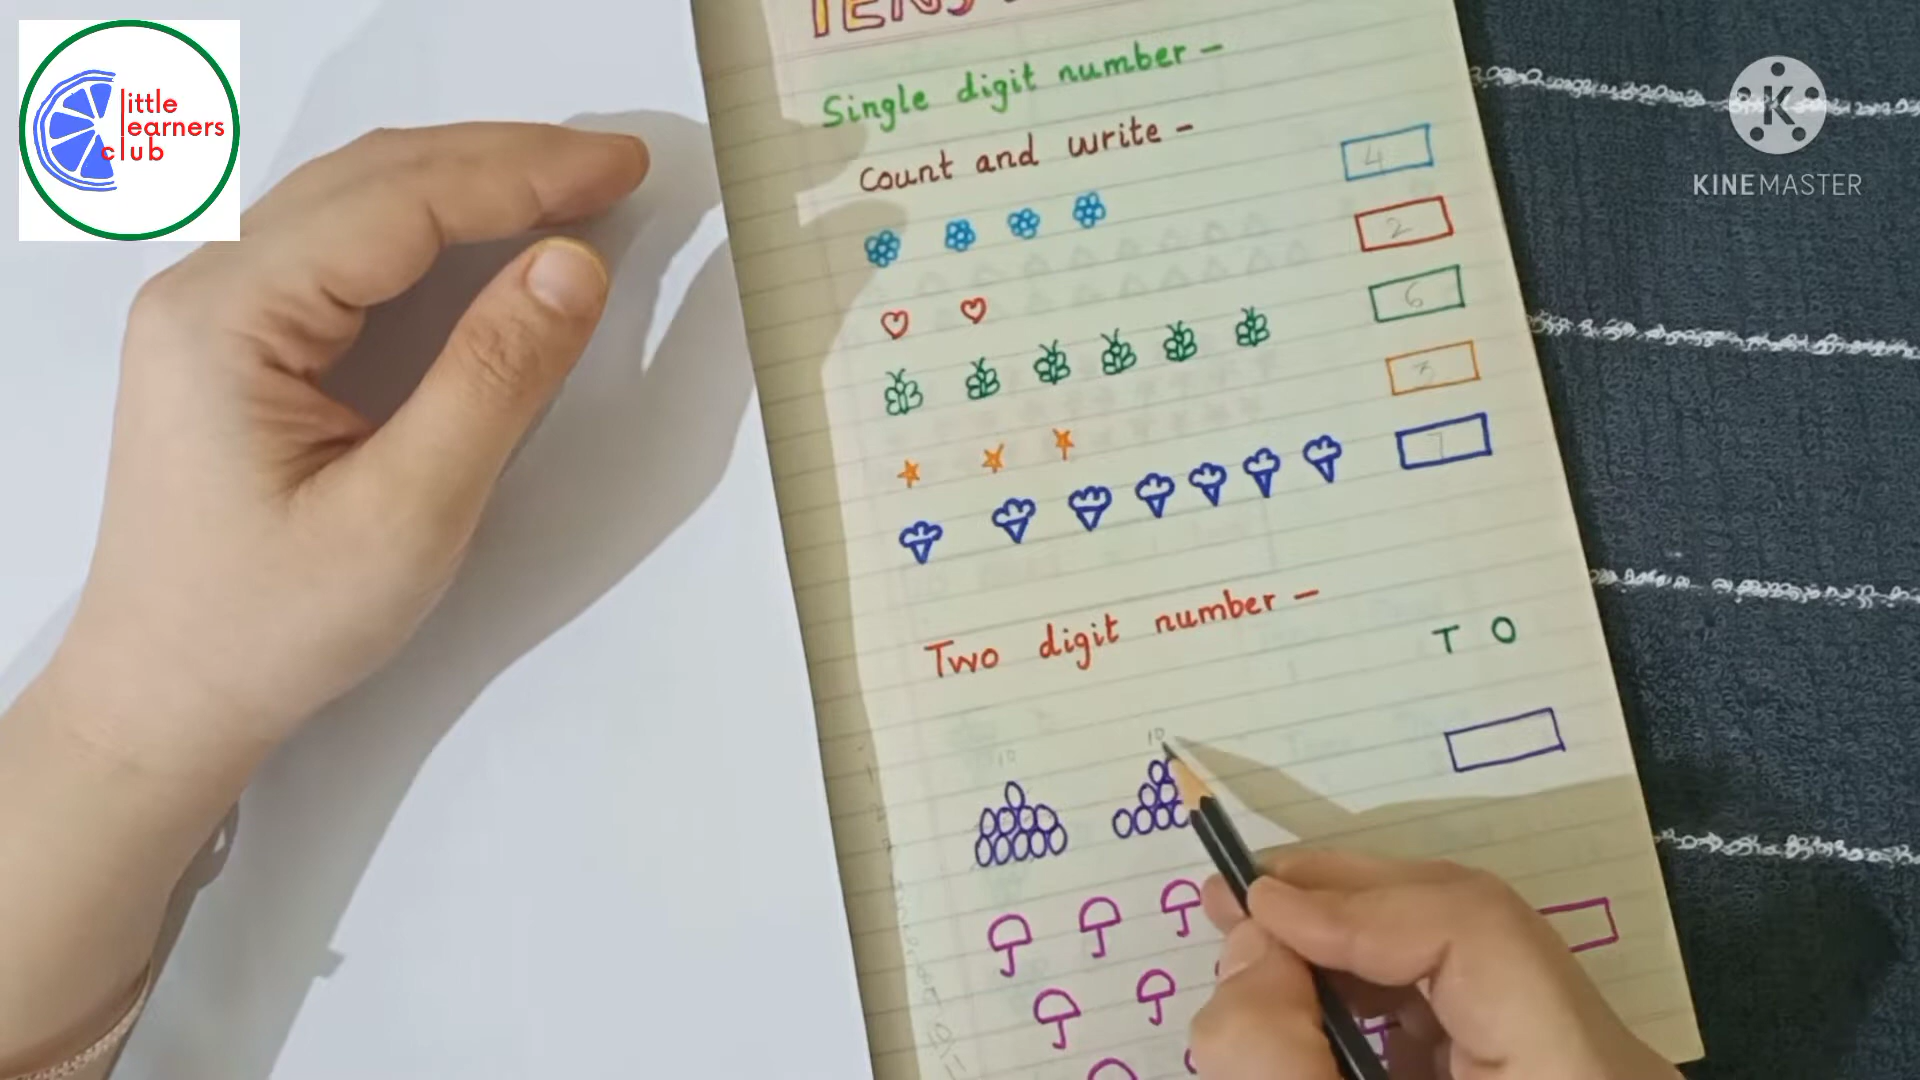 little
learners
club
KINEMASTER
TENS
Single digit number -
Count and write -
4
2
6
3
7
Two digit number -
T O
10 10